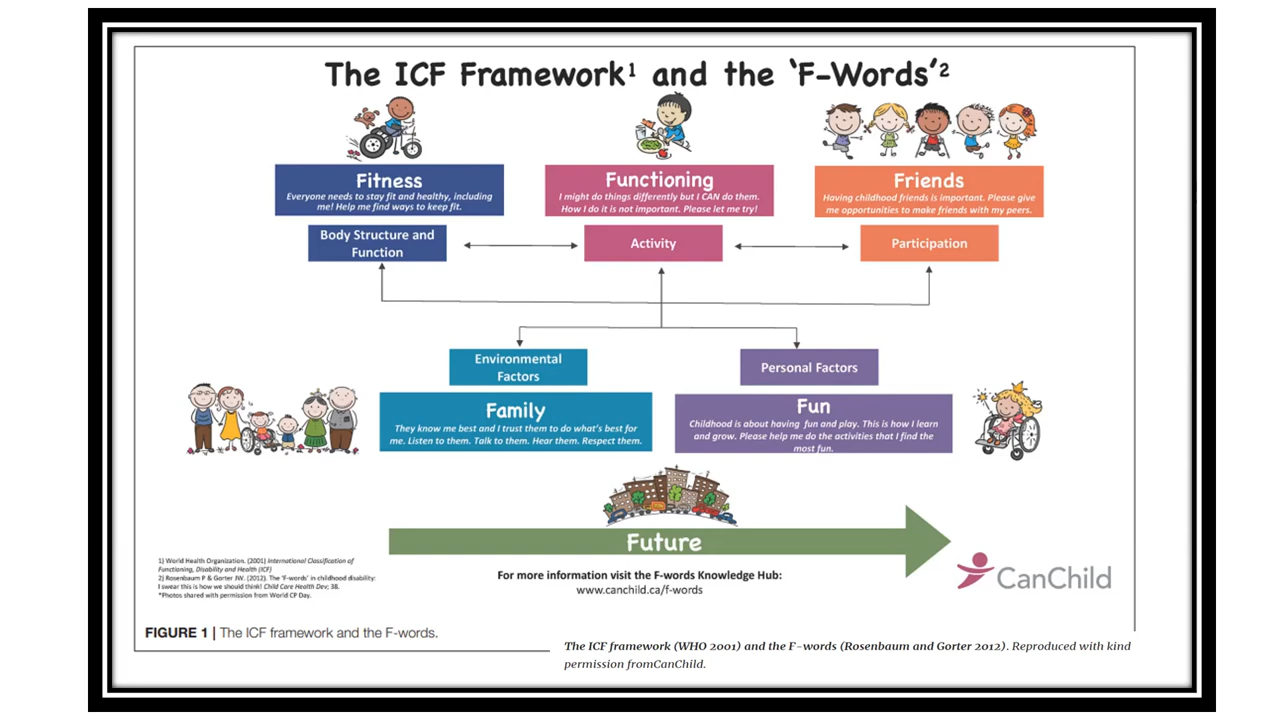 The ICF Framework¹ and the ‘F-Words’²
Fitness
Everyone needs to stay fit and healthy, including
me! Help me find ways to keep fit.
Functioning
I might do things differently but I CAN do them.
How I do it is not important. Please let me try!
Friends
Having childhood friends is important. Please give
me opportunities to make friends with my peers.
Body Structure and
Function
Activity
Participation
Environmental
Factors
Personal Factors
Family
They know me best and I trust them to do what’s best for
me. Listen to them. Talk to them. Hear them. Respect them.
Fun
Childhood is about having fun and play. This is how I learn
and grow. Please help me do the activities that I find the
most fun.
Future
1) World Health Organization. (2001) International Classification of
Functioning, Disability and Health (ICF)
2) Rosenbaum P & Gorter JW. (2012). The ‘F-words’ in childhood disability:
I swear this is how we should think! Child Care Health Dev; 38.
*Photos shared with permission from World CP Day.
For more information visit the F-words Knowledge Hub:
www.canchild.ca/f-words
CanChild
FIGURE 1 | The ICF framework and the F-words.
The ICF framework (WHO 2001) and the F-words (Rosenbaum and Gorter 2012). Reproduced with kind
permission fromCanChild.